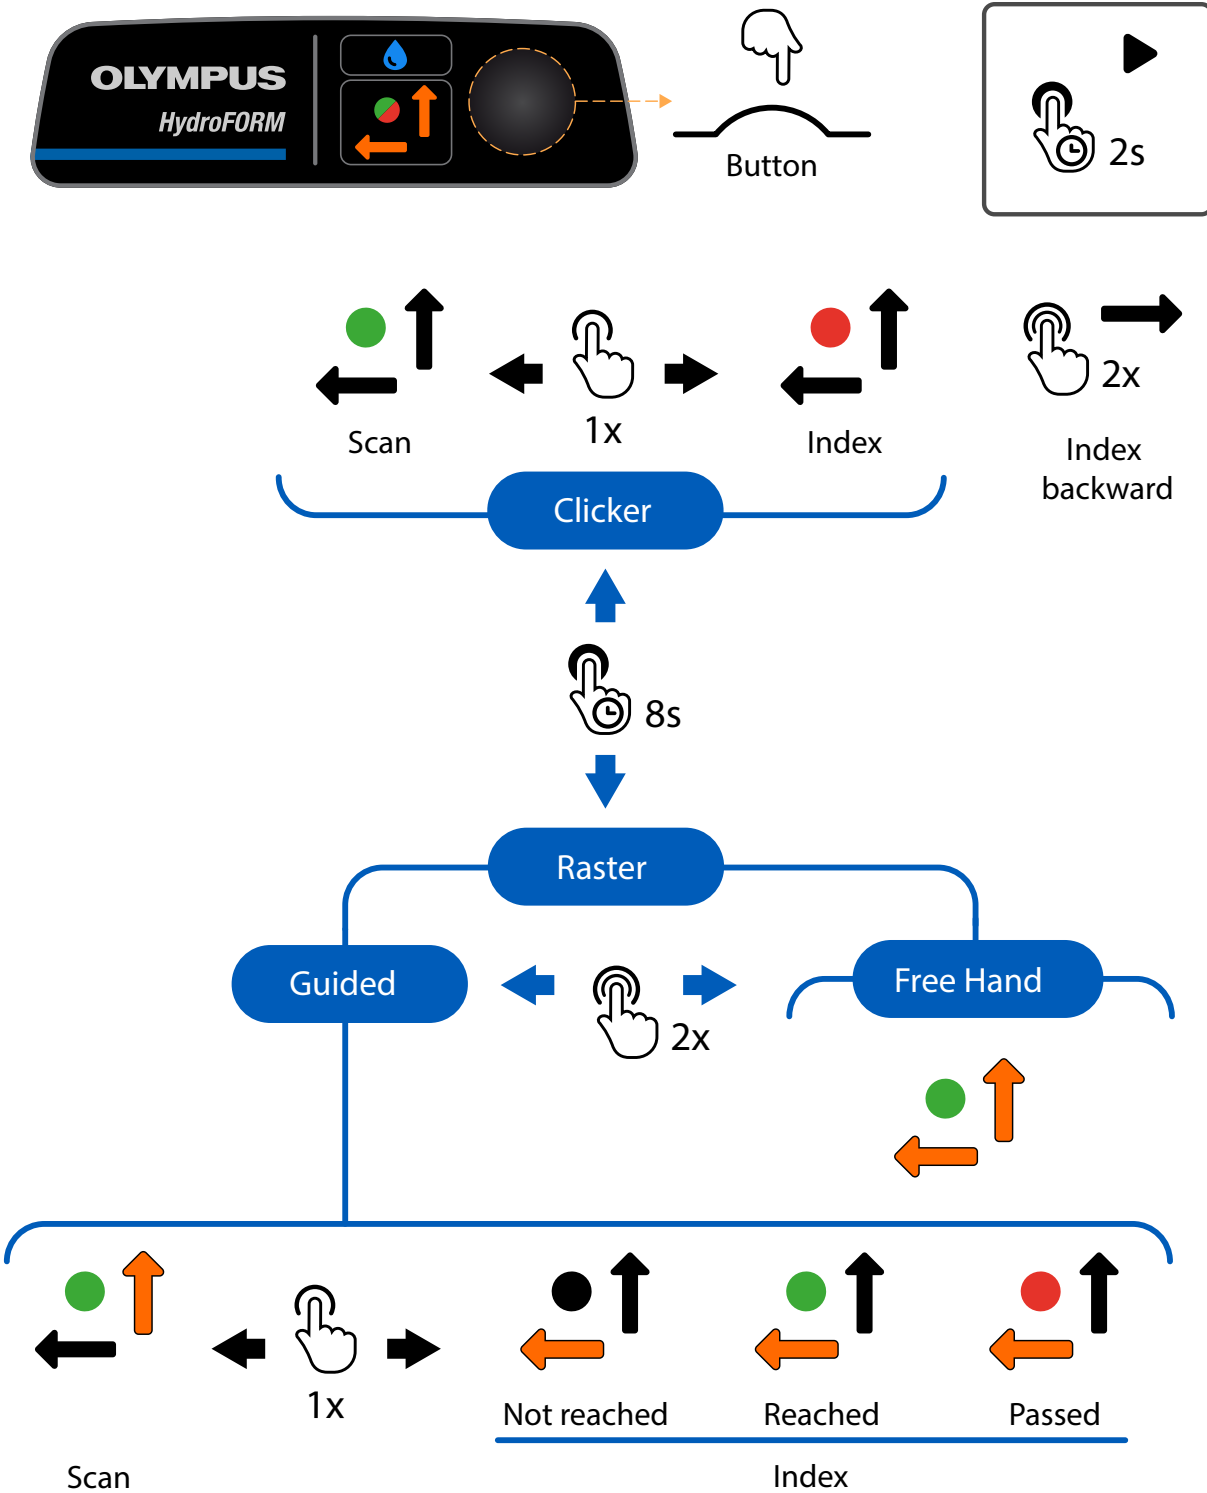 OLYMPUS
HydroFORM
Button
2s
1x
2x
Scan
Index
Index
backward
Clicker
8s
Raster
Guided
Free Hand
2x
1x
Not reached
Reached
Passed
Scan
Index